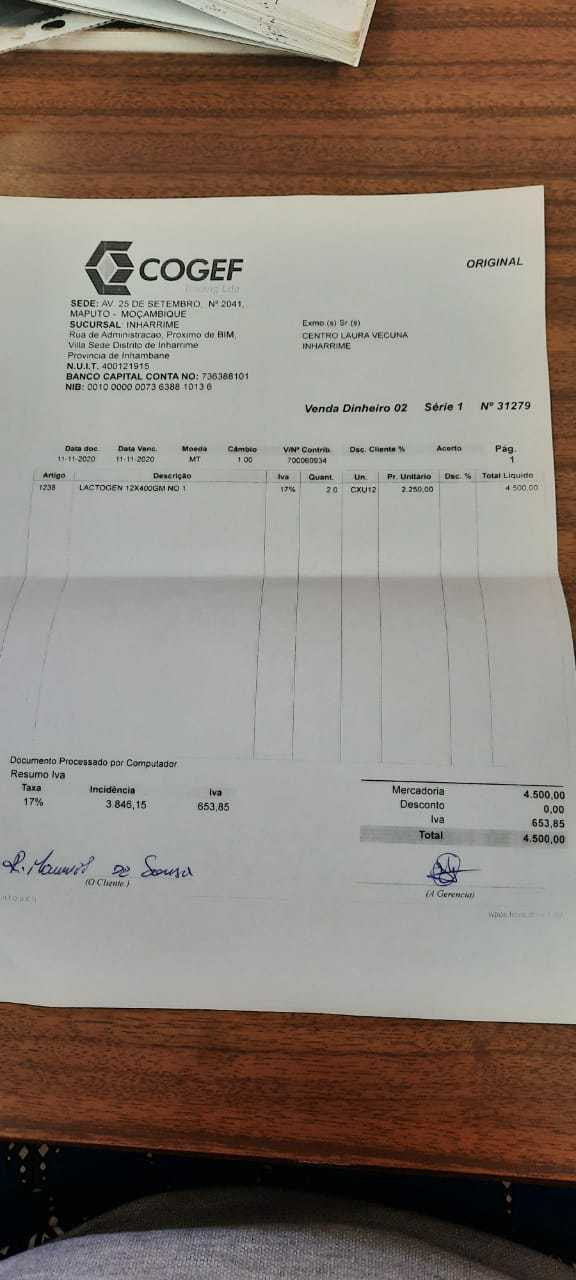 COGEF
Trading Lda
ORIGINAL
SEDE: AV. 25 DE SETEMBRO, Nº 2041,
MAPUTO - MOÇAMBIQUE
SUCURSAL: INHARRIME
Rua de Administracao, Proximo de BIM,
Villa Sede Distrito de Inharrime
Provincia de Inhambane
N.U.I.T. 400121915
BANCO CAPITAL CONTA NO: 736388101
NIB: 0010 0000 0073 6388 1013 6
Exmo.(s) Sr.(s)
CENTRO LAURA VECUNA
INHARRIME
Venda Dinheiro 02 Série 1 Nº 31279
Data doc. Data Venc. Moeda Câmbio V/Nº Contrib. Dsc. Cliente % Acerto Pág.
11-11-2020 11-11-2020 MT 1.00 1
Artigo Descrição Iva Quant. Un. Pr. Unitário Dsc. % Total Líquido
1238 LACTOGEN 12X400GM NO 1 17% 2.0 CXU12 2.250,00 4.500,00
Documento Processado por Computador
Resumo Iva
Taxa Incidência Iva
17% 3.846,15 653,85
Mercadoria 4.500,00
Desconto 0,00
Iva 653,85
Total 4.500,00
De Sousa
(O Cliente)
(A Gerencia)